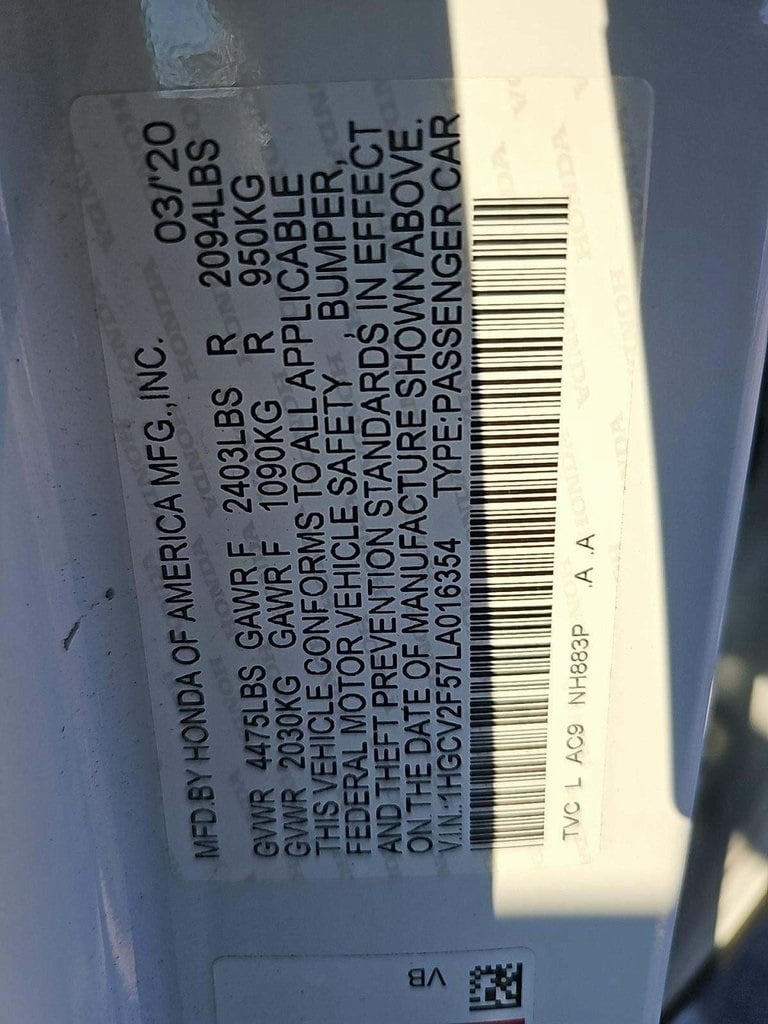 MFD.BY HONDA OF AMERICA MFG.,INC. 03/'20
GVWR 4475LBS GAWR F 2403LBS R 2094LBS
GVWR 2030KG GAWR F 1090KG R 950KG
THIS VEHICLE CONFORMS TO ALL APPLICABLE
FEDERAL MOTOR VEHICLE SAFETY , BUMPER,
AND THEFT PREVENTION STANDARDS IN EFFECT
ON THE DATE OF MANUFACTURE SHOWN ABOVE.
V.I.N.:1HGCV2F57LA016354 TYPE:PASSENGER CAR
TVC L AC9 NH883P .A .A
VB
HONDA